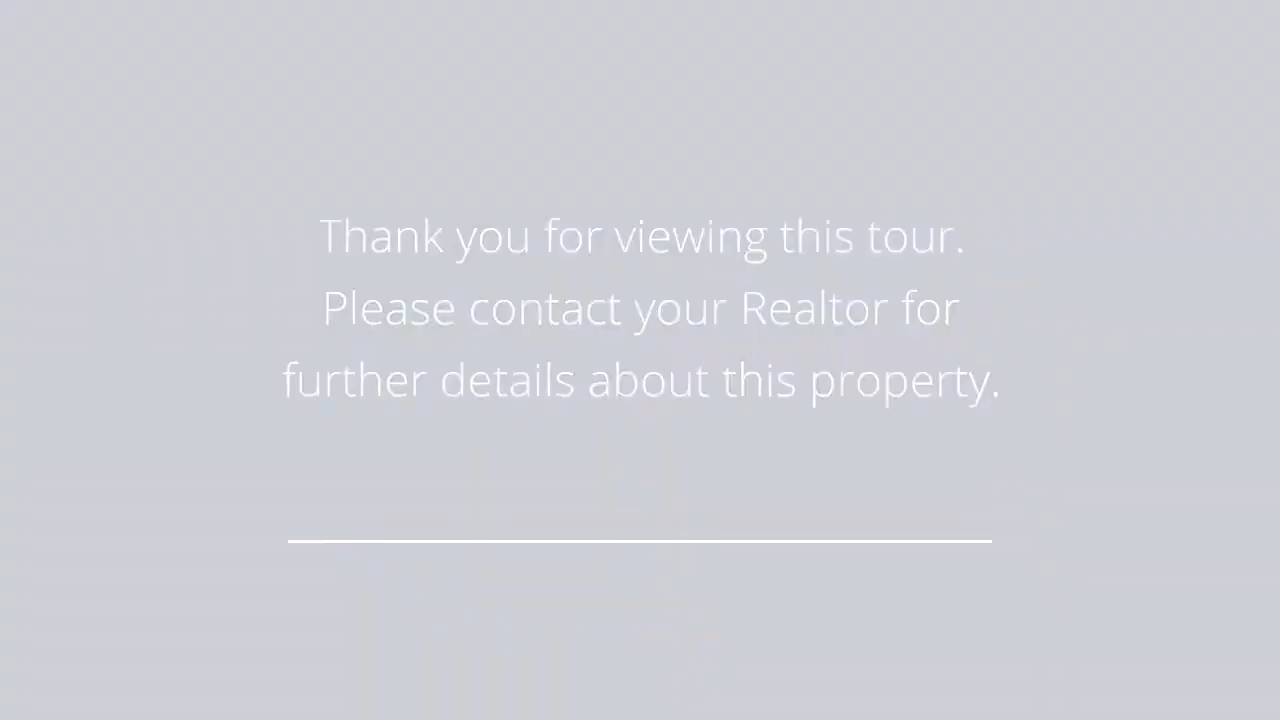 Thank you for viewing this tour.
Please contact your Realtor for
further details about this property.